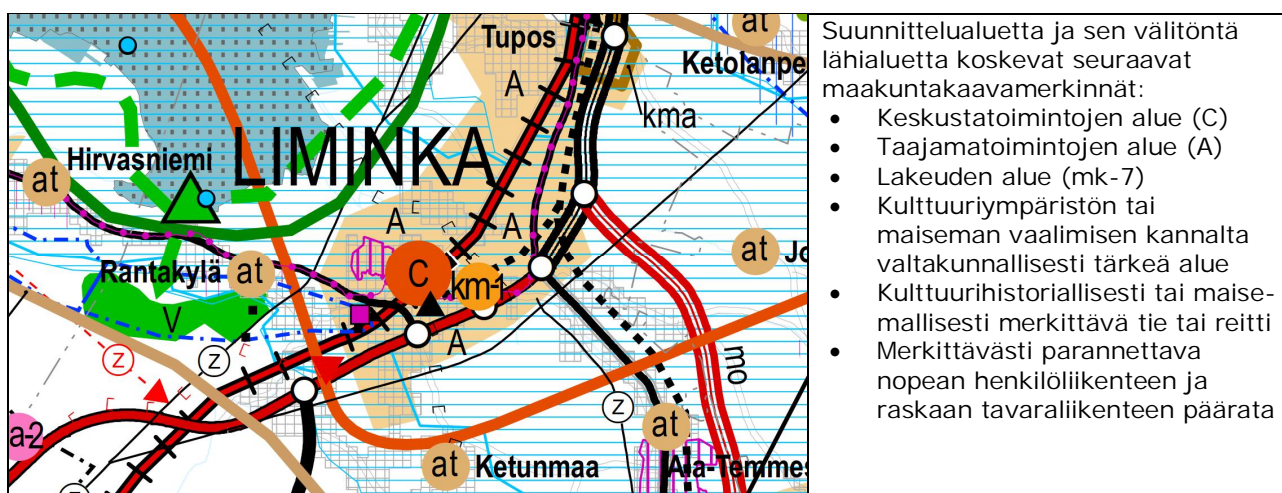 at
Tupos
at
A
Ketolanpe
kma
Hirvasniemi
LIMINKA
at
A
A
at
Jo
Rantakylä
at
C
km-1
V
A
mo
Z
Z
Z
a-2
at
at
Ketunmaa
Ala-Temmes
Z
Suunnittelualuetta ja sen välitöntä
lähialuetta koskevat seuraavat
maakuntakaavamerkinnät:
• Keskustatoimintojen alue (C)
• Taajamatoimintojen alue (A)
• Lakeuden alue (mk-7)
• Kulttuuriympäristön tai
maiseman vaalimisen kannalta
valtakunnallisesti tärkeä alue
• Kulttuurihistoriallisesti tai maise-
mallisesti merkittävä tie tai reitti
• Merkittävästi parannettava
nopean henkilöliikenteen ja
raskaan tavaraliikenteen päärata